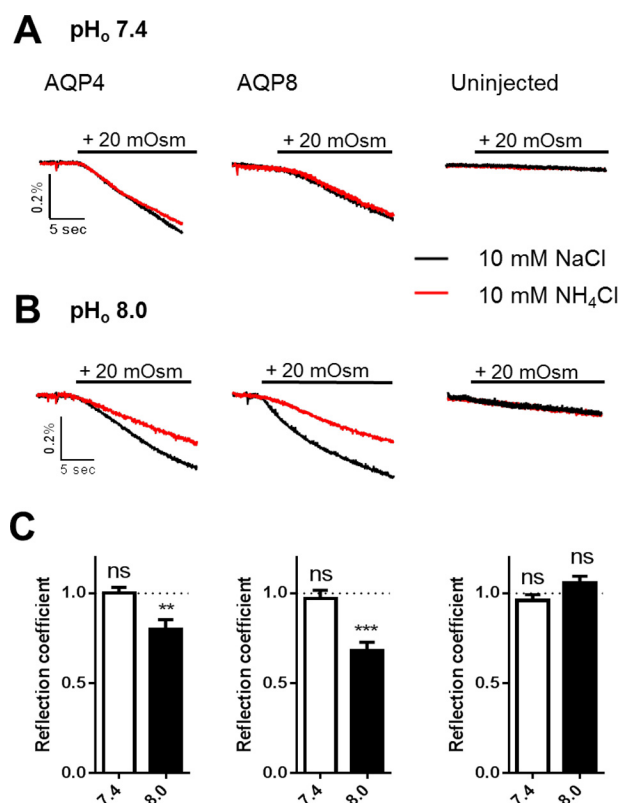 A pHₒ 7.4
AQP4 AQP8 Uninjected
+ 20 mOsm + 20 mOsm + 20 mOsm
0.2%
5 sec
10 mM NaCl
10 mM NH₄Cl
B pHₒ 8.0
+ 20 mOsm + 20 mOsm + 20 mOsm
0.2%
5 sec
C
Reflection coefficient Reflection coefficient Reflection coefficient
ns ** ns *** ns ns
1.0 1.0 1.0
0.5 0.5 0.5
0.0 0.0 0.0
7.4 8.0 7.4 8.0 7.4 8.0